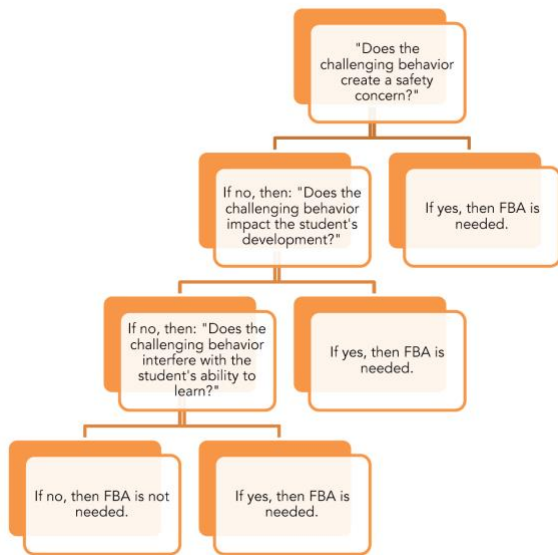 "Does the
challenging behavior
create a safety
concern?"
If no, then: "Does the
challenging behavior
impact the student's
development?"
If yes, then FBA is
needed.
If no, then: "Does the
challenging behavior
interfere with the
student's ability to
learn?"
If yes, then FBA is
needed.
If no, then FBA is not
needed.
If yes, then FBA is
needed.